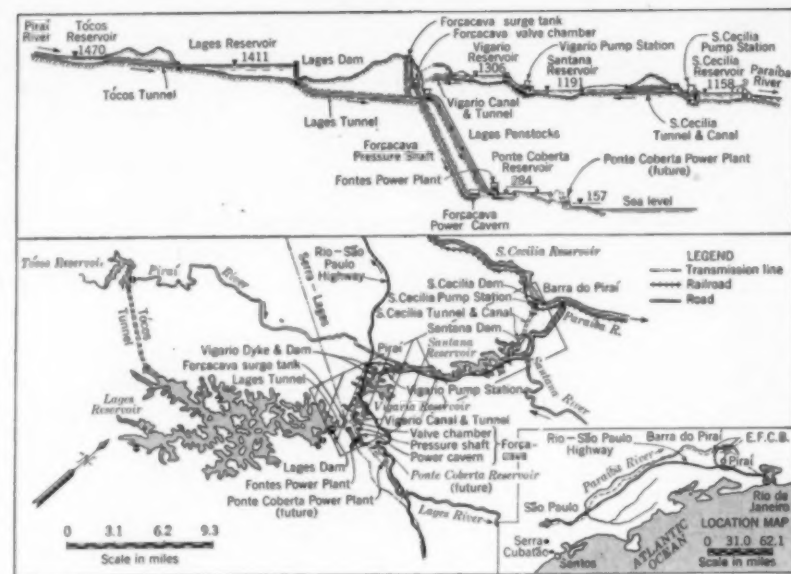 Piraí
River
Tócos
Reservoir
1470
Lages Reservoir
1411
Lages Dam
Tócos Tunnel
Lages Tunnel
Forçacava surge tank
Forçacava valve chamber
Vigario
Reservoir
1306
Vigario Pump Station
Santana
Reservoir
1191
S.Cecilia
Pump Station
S.Cecilia
Reservoir
1158
Paraíba
River
Vigario Canal
& Tunnel
S.Cecilia
Tunnel & Canal
Lages Penstocks
Forçacava
Pressure Shaft
Fontes Power Plant
Ponte Coberta
Reservoir
284
Ponte Coberta Power Plant
(future)
157
Sea level
Forçacava
Power Cavern
Tócos Reservoir
Piraí
River
Tócos
Tunnel
Serra-Lages
Rio-São
Paulo
Highway
S.Cecilia Reservoir
LEGEND
Transmission line
Railroad
Road
S.Cecilia Dam
S.Cecilia Pump Station
S.Cecilia Tunnel & Canal
Santana Dam
Barra do Piraí
Paraíba R.
Santana
Reservoir
Santana
River
Vigario Dyke & Dam
Forçacava surge tank
Lages Tunnel
Piraí
Vigario Pump Station
Vigario Reservoir
Vigario Canal & Tunnel
Valve chamber
Pressure shaft
Power cavern
Força-
cava
Lages
Reservoir
Lages Dam
Fontes Power Plant
Ponte Coberta Power Plant
(future)
Ponte Coberta Reservoir
(future)
Lages River
0 3.1 6.2 9.3
Scale in miles
Rio-São Paulo
Highway
Barra do Piraí
E.F.C.B.
Paraíba River
Piraí
São Paulo
Rio de
Janeiro
Serra
Cubatão
Santos
ATLANTIC
OCEAN
LOCATION MAP
0 31.0 62.1
Scale in miles